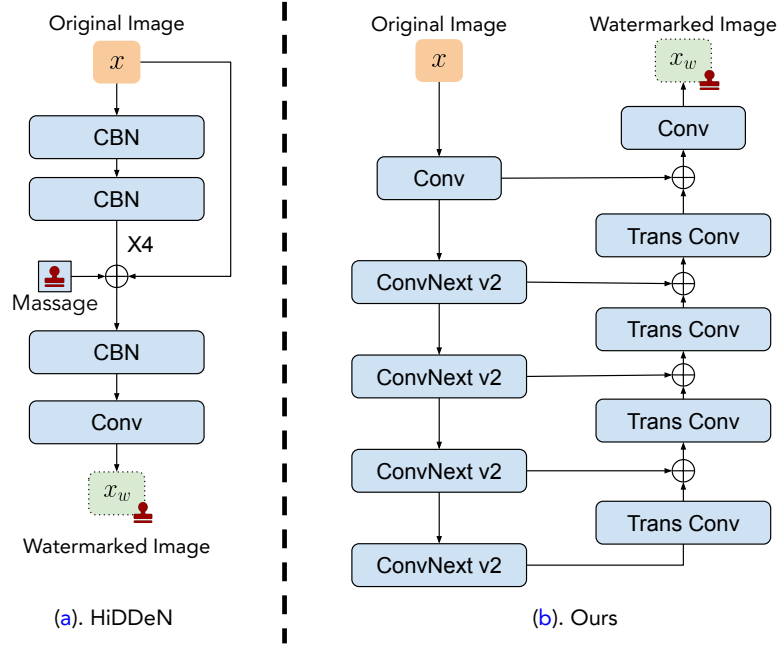 Original Image
x
CBN
CBN
X4
Massage
CBN
Conv
x_w
Watermarked Image
(a). HiDDeN
Original Image
x
Conv
ConvNext v2
ConvNext v2
ConvNext v2
ConvNext v2
Watermarked Image
x_w
Conv
Trans Conv
Trans Conv
Trans Conv
Trans Conv
(b). Ours